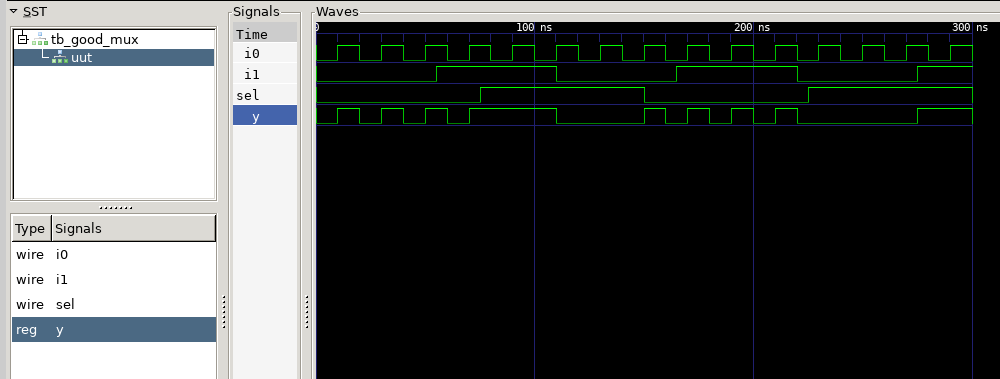 SST
tb_good_mux
uut
Type Signals
wire i0
wire i1
wire sel
reg y
Signals
Time
i0
i1
sel
y
Waves
0 100 ns 200 ns 300 ns